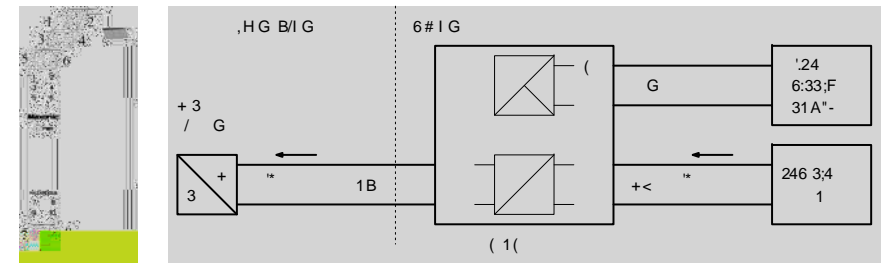 ,HG B/IG
6# IG
+ 3
/ G
3 +
'*
1B
(
G
'.24
6:33;F
31A"-
+<
'*
246 3;4
1
( 1(